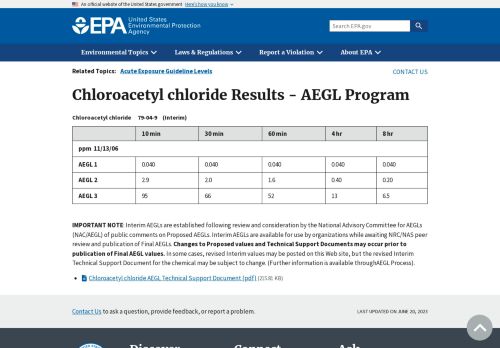 An official website of the United States government Here's how you know
EPA United States
Environmental Protection
Agency
Search EPA.gov
Environmental Topics Laws & Regulations Report a Violation About EPA
Related Topics: Acute Exposure Guideline Levels
CONTACT US
Chloroacetyl chloride Results - AEGL Program
Chloroacetyl chloride 79-04-9 (Interim)
10 min 30 min 60 min 4 hr 8 hr
ppm 11/13/06
AEGL 1 0.040 0.040 0.040 0.040 0.040
AEGL 2 2.9 2.0 1.6 0.40 0.20
AEGL 3 95 66 52 13 6.5
IMPORTANT NOTE: Interim AEGLs are established following review and consideration by the National Advisory Committee for AEGLs
(NAC/AEGL) of public comments on Proposed AEGLs. Interim AEGLs are available for use by organizations while awaiting NRC/NAS peer
review and publication of Final AEGLs. Changes to Proposed values and Technical Support Documents may occur prior to
publication of Final AEGL values. In some cases, revised Interim values may be posted on this Web site, but the revised Interim
Technical Support Document for the chemical may be subject to change. (Further information is available throughAEGL Process).
Chloroacetyl chloride AEGL Technical Support Document (pdf) (215.81 KB)
Contact Us to ask a question, provide feedback, or report a problem.
LAST UPDATED ON JUNE 20, 2023
Discover Connect Ask